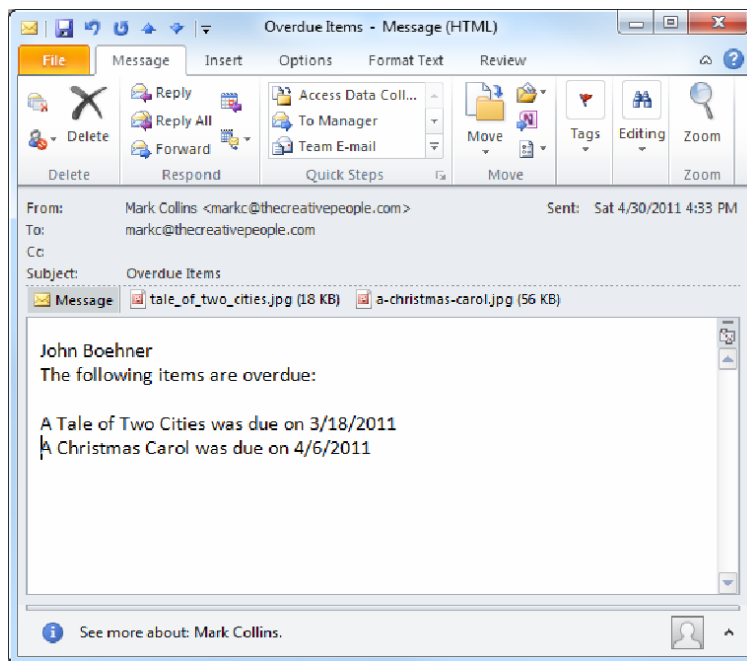 Overdue Items - Message (HTML)
File Message Insert Options Format Text Review
Delete
Reply
Reply All
Forward
Access Data Coll...
To Manager
Team E-mail
Move
Tags
Editing
Zoom
Delete Respond Quick Steps Move Zoom
From: Mark Collins <markc@thecreativepeople.com> Sent: Sat 4/30/2011 4:33 PM
To: markc@thecreativepeople.com
Cc:
Subject: Overdue Items
Message tale_of_two_cities.jpg (18 KB) a-christmas-carol.jpg (56 KB)
John Boehner
The following items are overdue:
A Tale of Two Cities was due on 3/18/2011
A Christmas Carol was due on 4/6/2011
See more about: Mark Collins.